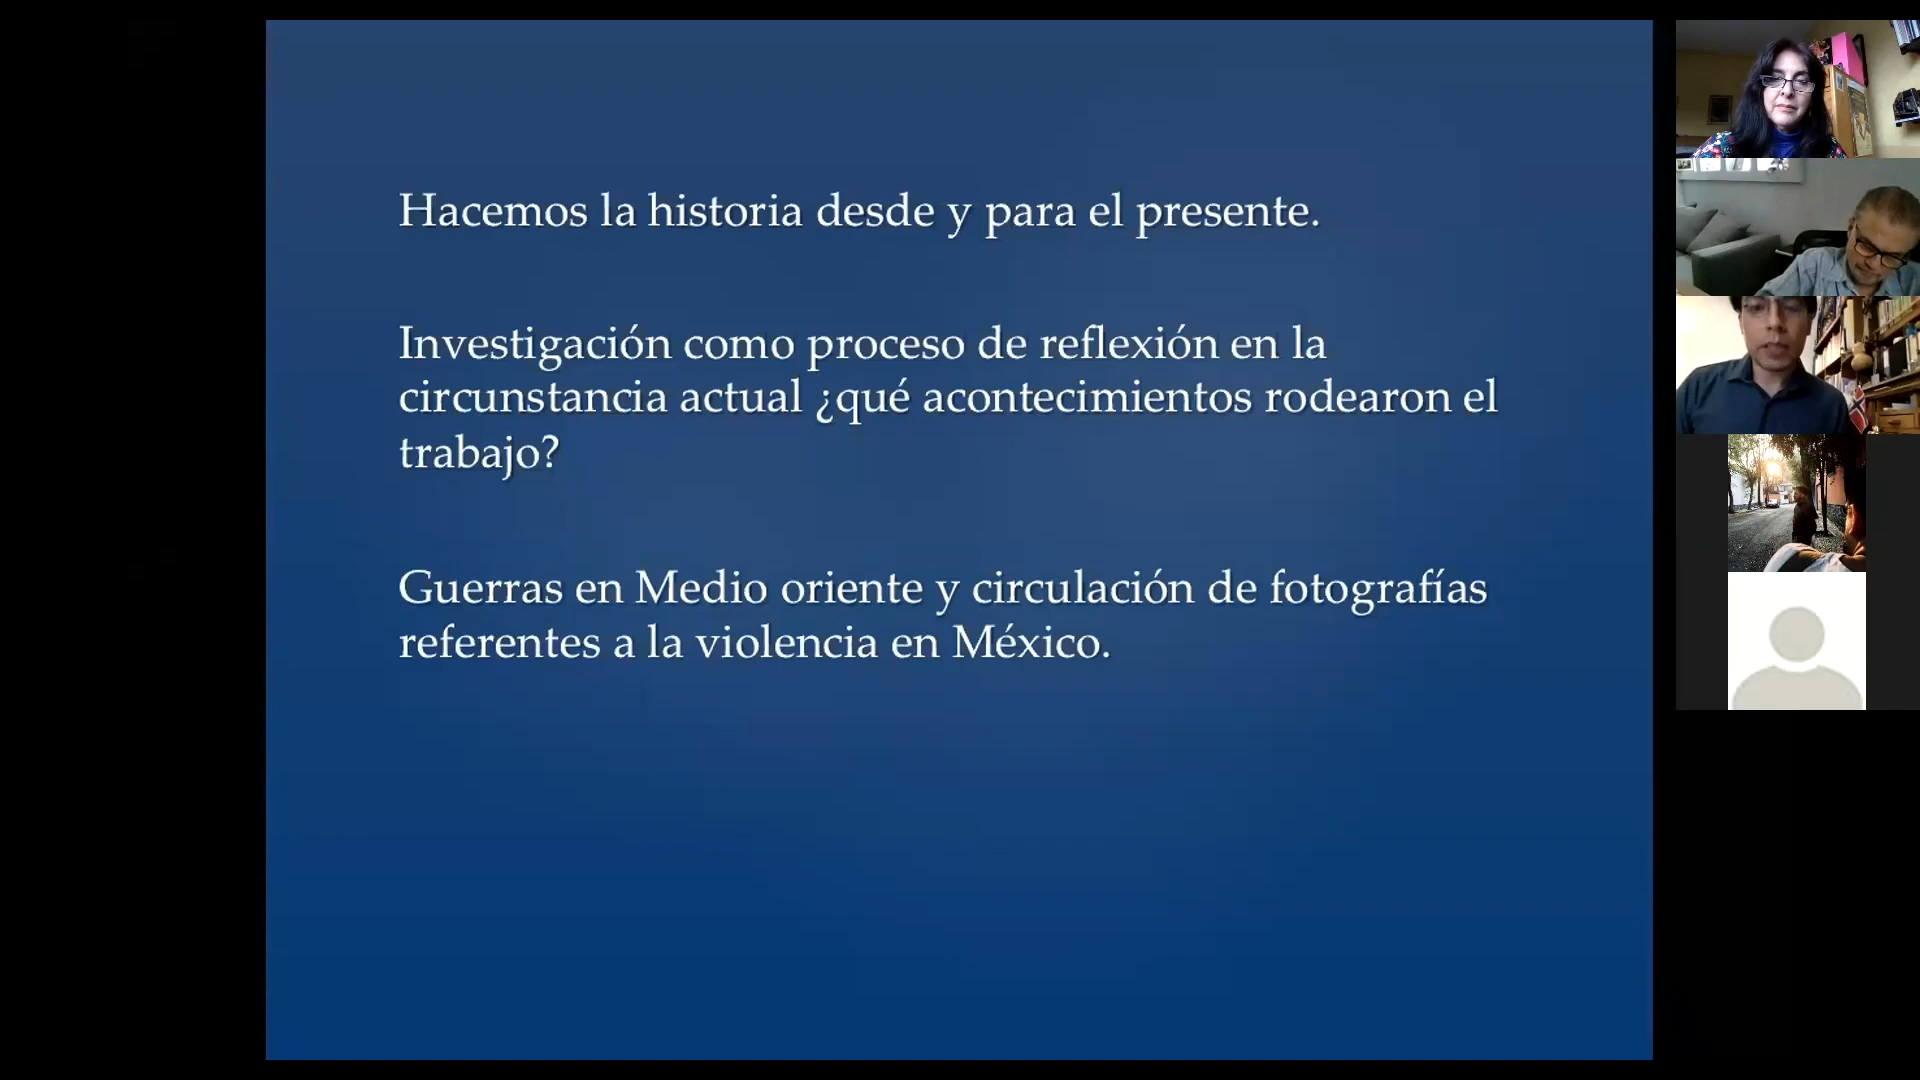 Hacemos la historia desde y para el presente.
Investigación como proceso de reflexión en la
circunstancia actual ¿qué acontecimientos rodearon el
trabajo?
Guerras en Medio oriente y circulación de fotografías
referentes a la violencia en México.